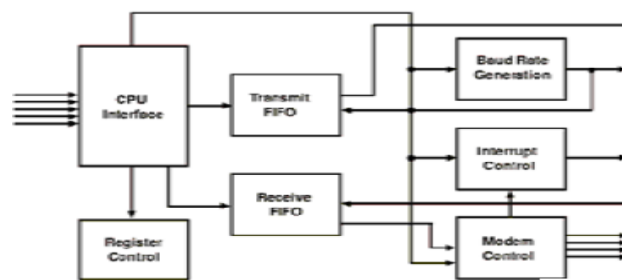 CPU
Interface
Transmit
FIFO
Baud Rate
Generation
Interrupt
Control
Receive
FIFO
Register
Control
Modem
Control